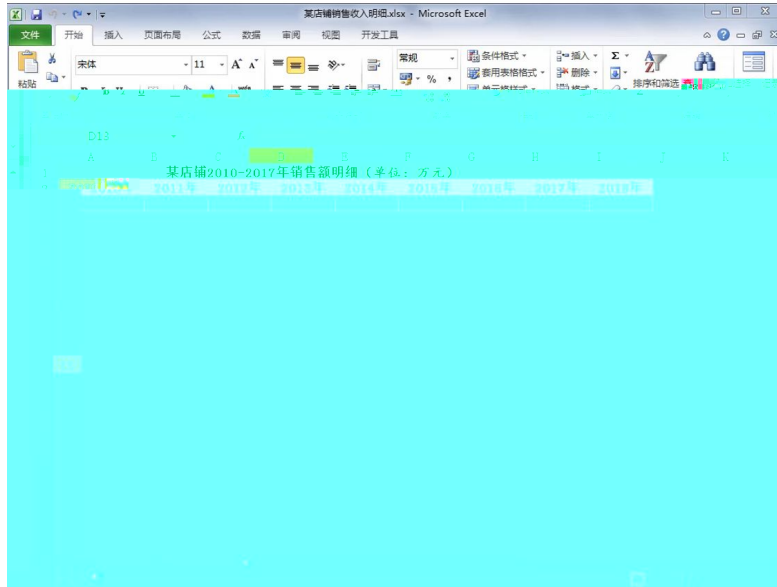 某店铺销售收入明细.xlsx - Microsoft Excel
文件 开始 插入 页面布局 公式 数据 审阅 视图 开发工具
宋体 11 A A 常规 条件格式 插入 Σ
粘贴 % 套用表格格式 删除 排序和筛选
D13
A B C D E F G H I J K
1 某店铺2010-2017年销售额明细（单位：万元）
2011年 2012年 2013年 2014年 2015年 2016年 2017年 2018年